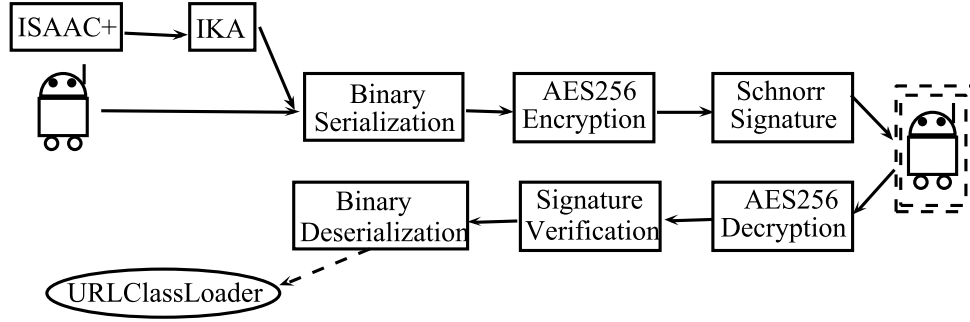 ISAAC+
IKA
Binary
Serialization
AES256
Encryption
Schnorr
Signature
Binary
Deserialization
Signature
Verification
AES256
Decryption
URLClassLoader